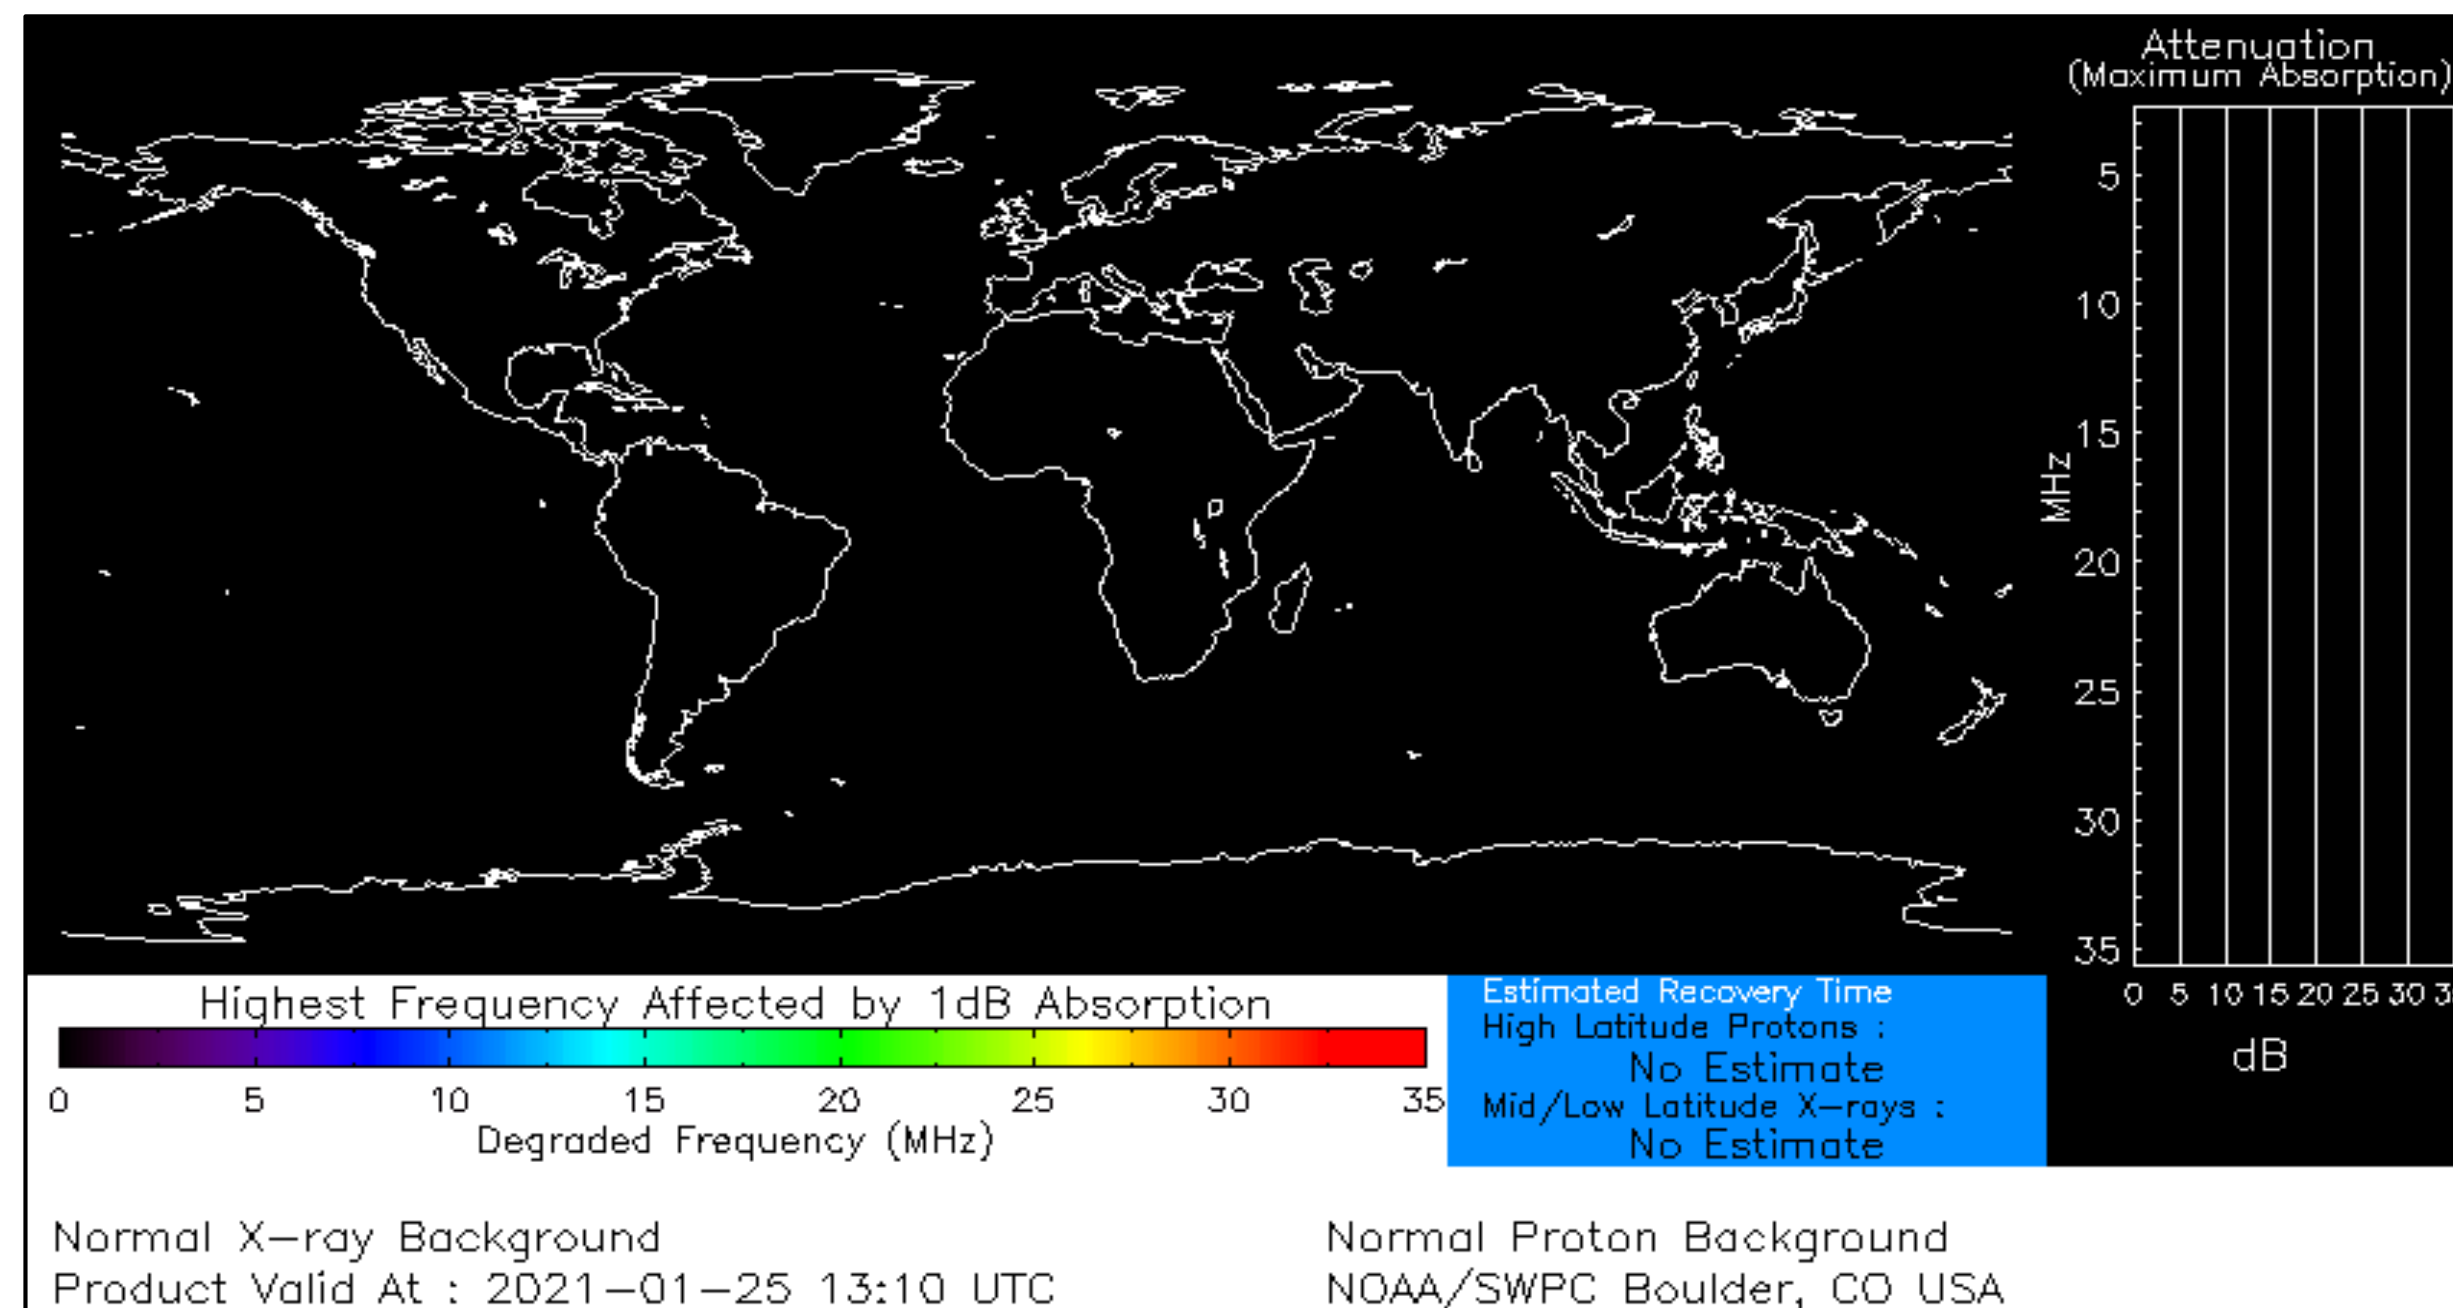 Attenuation
(Maximum Absorption)
5
10
15
20
25
30
35
MHz
0 5 10 15 20 25 30
dB
Highest Frequency Affected by 1dB Absorption
0 5 10 15 20 25 30 35
Degraded Frequency (MHz)
Estimated Recovery Time
High Latitude Protons :
No Estimate
Mid/Low Latitude X-rays :
No Estimate
Normal X-ray Background
Normal Proton Background
Product Valid At : 2021-01-25 13:10 UTC
NOAA/SWPC Boulder, CO USA